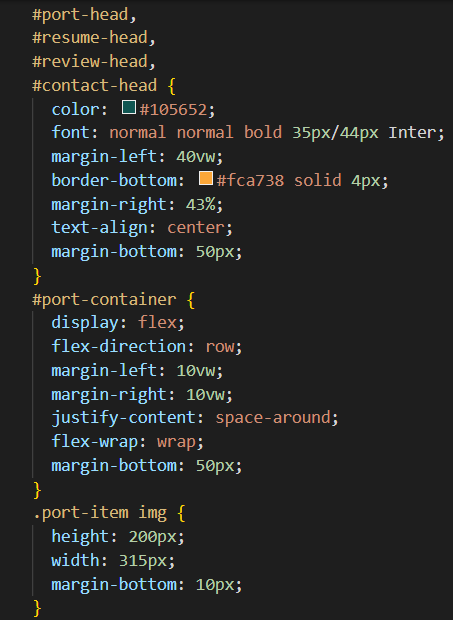 #port-head,
#resume-head,
#review-head,
#contact-head {
color: #105652;
font: normal normal bold 35px/44px Inter;
margin-left: 40vw;
border-bottom: #fca738 solid 4px;
margin-right: 43%;
text-align: center;
margin-bottom: 50px;
}
#port-container {
display: flex;
flex-direction: row;
margin-left: 10vw;
margin-right: 10vw;
justify-content: space-around;
flex-wrap: wrap;
margin-bottom: 50px;
}
.port-item img {
height: 200px;
width: 315px;
margin-bottom: 10px;
}